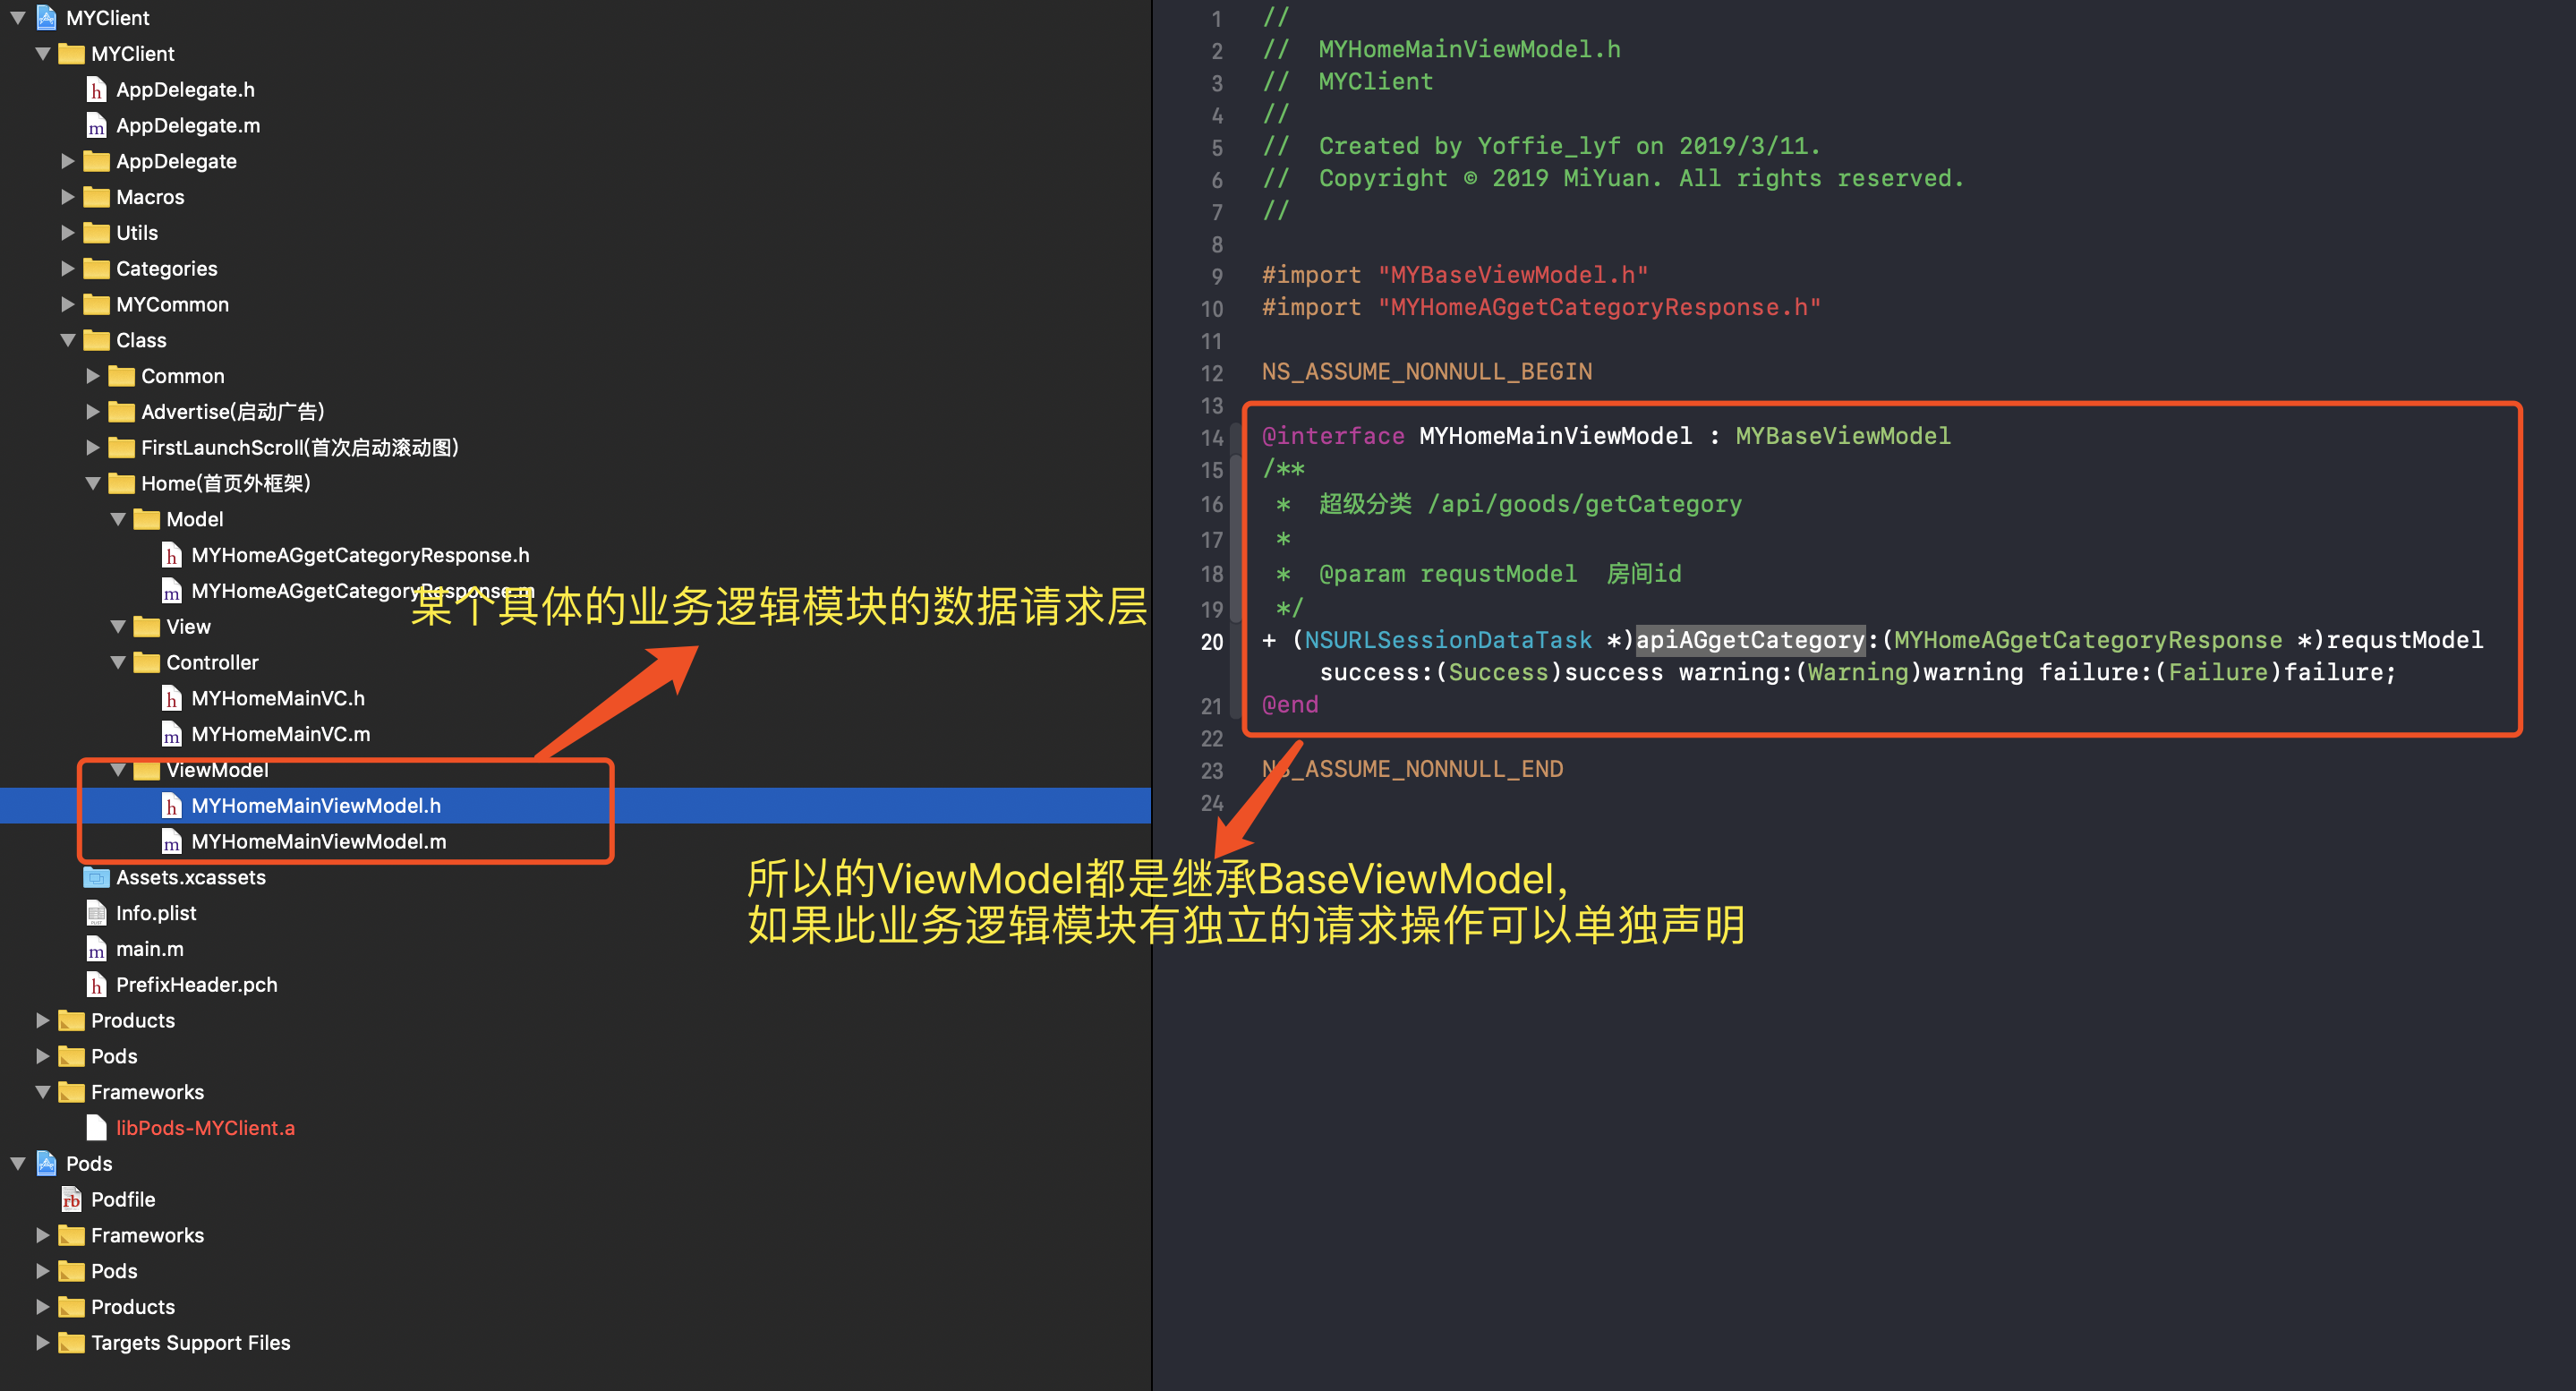 MYClient
MYClient
AppDelegate.h
AppDelegate.m
AppDelegate
Macros
Utils
Categories
MYCommon
Class
Common
Advertise(启动广告)
FirstLaunchScroll(首次启动滚动图)
Home(首页外框架)
Model
MYHomeAGgetCategoryResponse.h
MYHomeAGgetCategoryResponse.m
View
Controller
MYHomeMainVC.h
MYHomeMainVC.m
ViewModel
MYHomeMainViewModel.h
MYHomeMainViewModel.m
Assets.xcassets
Info.plist
main.m
PrefixHeader.pch
Products
Pods
Frameworks
libPods-MYClient.a
Pods
Podfile
Frameworks
Pods
Products
Targets Support Files
某个具体的业务逻辑模块的数据请求层
1 //
2 //  MYHomeMainViewModel.h
3 //  MYClient
4 //
5 //  Created by Yoffie_lyf on 2019/3/11.
6 //  Copyright © 2019 MiYuan. All rights reserved.
7 //
8
9 #import "MYBaseViewModel.h"
10 #import "MYHomeAGgetCategoryResponse.h"
11
12 NS_ASSUME_NONNULL_BEGIN
13
14 @interface MYHomeMainViewModel : MYBaseViewModel
15 /**
16  *  超级分类 /api/goods/getCategory
17  *
18  *  @param requstModel  房间id
19  */
20 + (NSURLSessionDataTask *)apiAGgetCategory:(MYHomeAGgetCategoryResponse *)requstModel
success:(Success)success warning:(Warning)warning failure:(Failure)failure;
21 @end
22
23 NS_ASSUME_NONNULL_END
24
所以的ViewModel都是继承BaseViewModel，
如果此业务逻辑模块有独立的请求操作可以单独声明